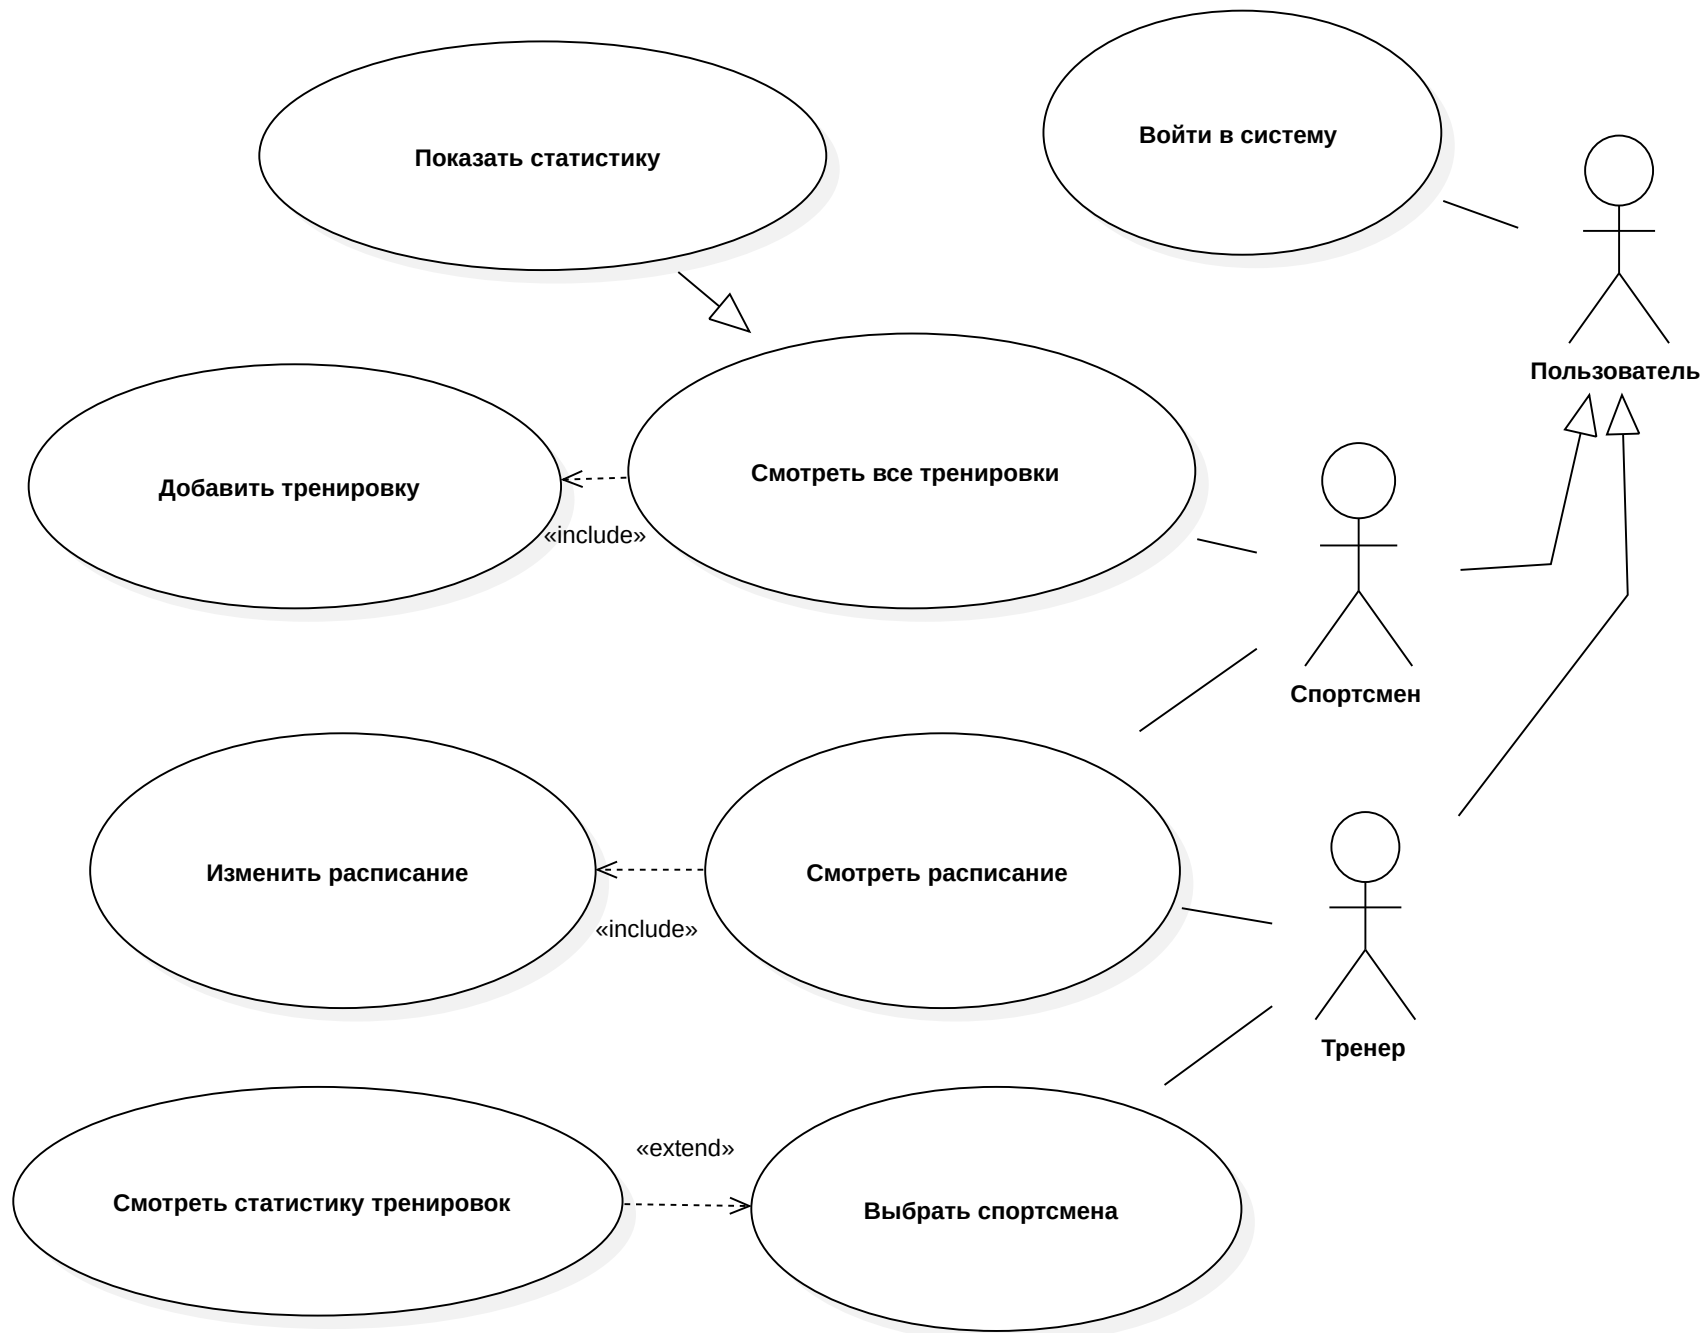 Войти в систему
Показать статистику
Пользователь
Смотреть все тренировки
Добавить тренировку
«include»
Спортсмен
Изменить расписание
Смотреть расписание
«include»
Тренер
«extend»
Смотреть статистику тренировок
Выбрать спортсмена